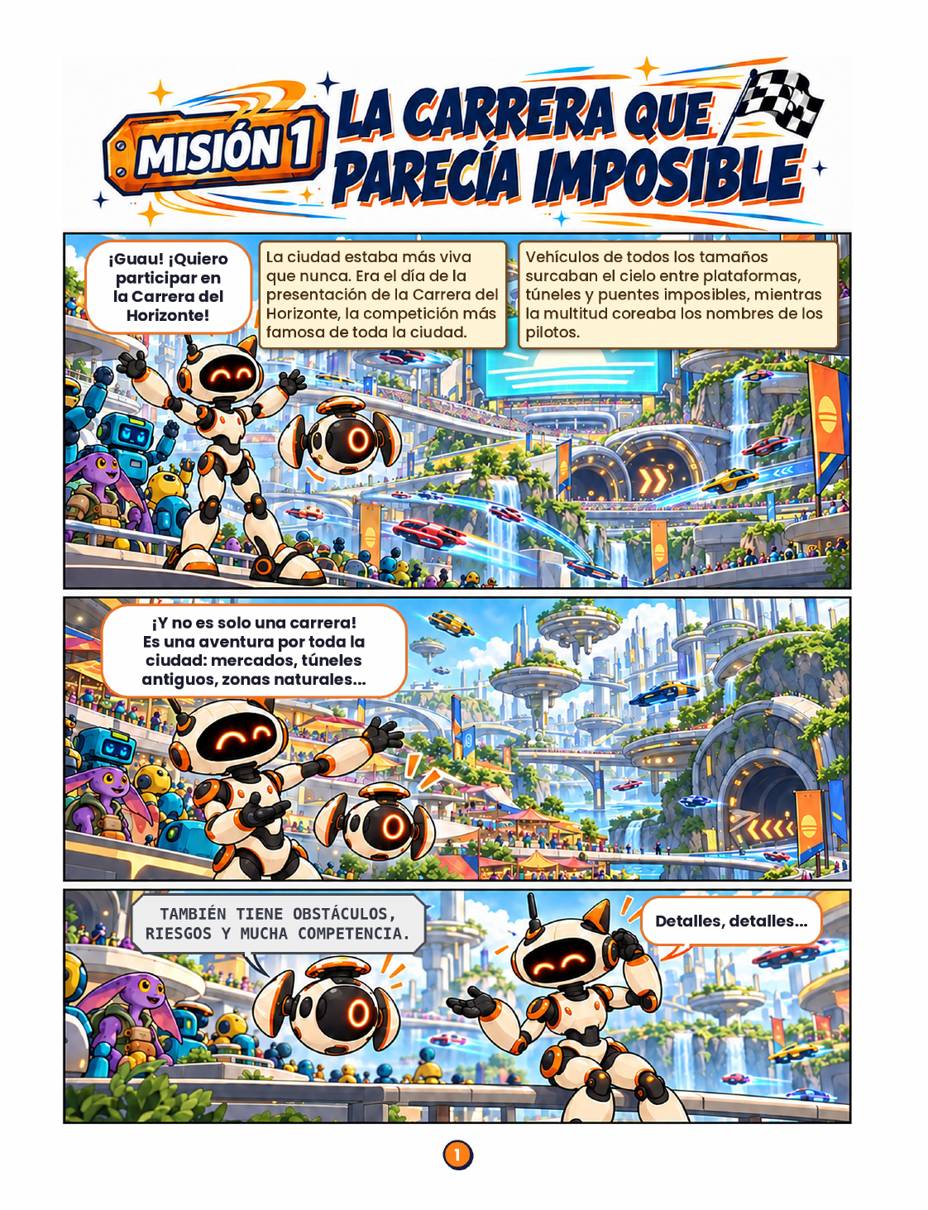 MISIÓN 1
LA CARRERA QUE
PARECÍA IMPOSIBLE
¡Guau! ¡Quiero
participar en
la Carrera del
Horizonte!
La ciudad estaba más viva
que nunca. Era el día de la
presentación de la Carrera del
Horizonte, la competición más
famosa de toda la ciudad.
Vehículos de todos los tamaños
surcaban el cielo entre plataformas,
túneles y puentes imposibles, mientras
la multitud coreaba los nombres de los
pilotos.
¡Y no es solo una carrera!
Es una aventura por toda la
ciudad: mercados, túneles
antiguos, zonas naturales...
TAMBIÉN TIENE OBSTÁCULOS,
RIESGOS Y MUCHA COMPETENCIA.
Detalles, detalles...
1